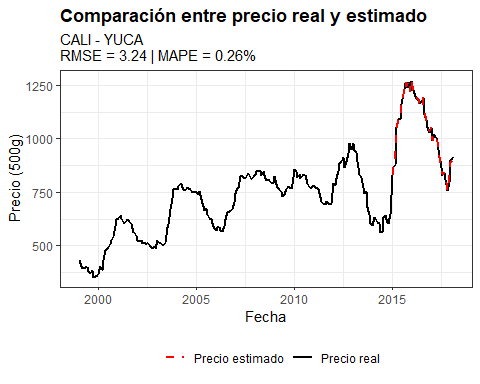 Comparación entre precio real y estimado
CALI - YUCA
RMSE = 3.24 | MAPE = 0.26%
Precio (500g)
1250
1000
750
500
2000
2005
2010
2015
Fecha
Precio estimado
Precio real